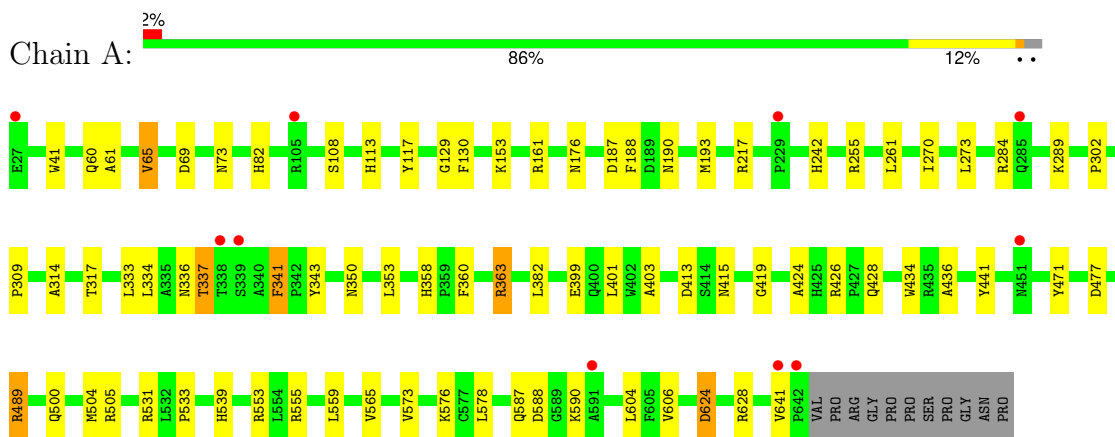 2%
Chain A:
86% 12% • •
E27 W41 Q60 A61 V65 D69 N73 H82 R105 S108 H113 Y117 G129 F130 K153 R161 N176 D187 F188 D189 N190 M193 R217 P229 H242 R255 L261 I270 L273 R284 Q285 K289 P302
P309 A314 T317 L333 L334 A335 N336 T337 T338 S339 A340 F341 P342 Y343 N350 L353 H358 P359 F360 R363 L382 E399 Q400 L401 W402 A403 D413 S414 N415 G419 A424 H425 R426 P427 Q428 W434 R435 A436 Y441 N451 Y471 D477
R489 Q500 M504 R505 R531 L532 P533 H539 R553 L554 R555 L559 V565 V573 K576 C577 L578 Q587 D588 G589 K590 A591 L604 F605 V606 D624 R628 V641 P642 VAL PRO ARG GLY PRO PRO SER PRO GLY ASN PRO